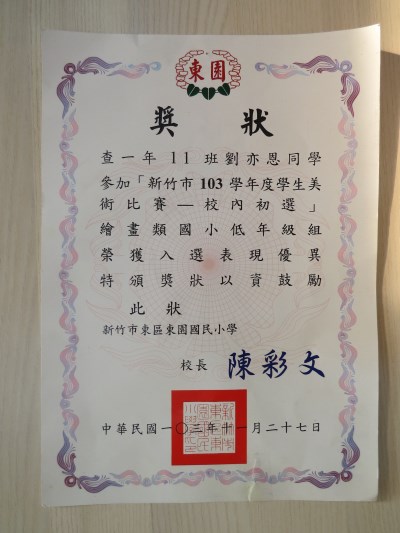 東園
獎狀
查一年11班劉亦恩同學
參加「新竹市103學年度學生美
術比賽—校內初選」
繪畫類國小低年級組
榮獲入選表現優異
特頒獎狀以資鼓勵
此狀
新竹市東區東園國民小學
校長 陳彩文
中華民國一〇三年十一月二十七日